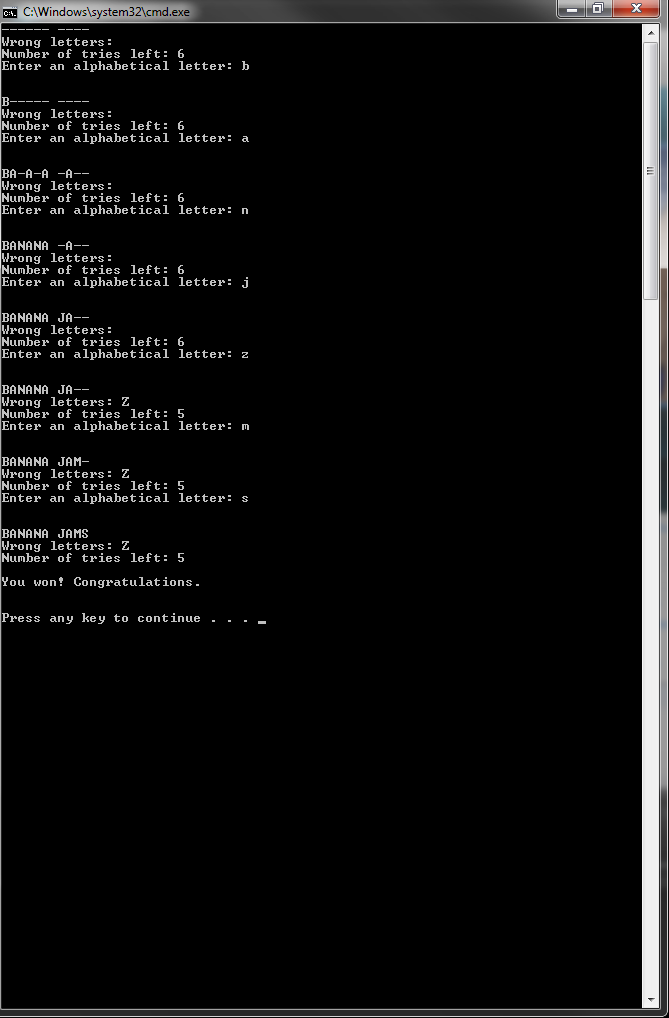 C:\Windows\system32\cmd.exe
------ ----
Wrong letters:
Number of tries left: 6
Enter an alphabetical letter: b
B----- ----
Wrong letters:
Number of tries left: 6
Enter an alphabetical letter: a
BA-A-A -A--
Wrong letters:
Number of tries left: 6
Enter an alphabetical letter: n
BANANA -A--
Wrong letters:
Number of tries left: 6
Enter an alphabetical letter: j
BANANA JA--
Wrong letters:
Number of tries left: 6
Enter an alphabetical letter: z
BANANA JA--
Wrong letters: Z
Number of tries left: 5
Enter an alphabetical letter: m
BANANA JAM-
Wrong letters: Z
Number of tries left: 5
Enter an alphabetical letter: s
BANANA JAMS
Wrong letters: Z
Number of tries left: 5
You won! Congratulations.
Press any key to continue . . . _